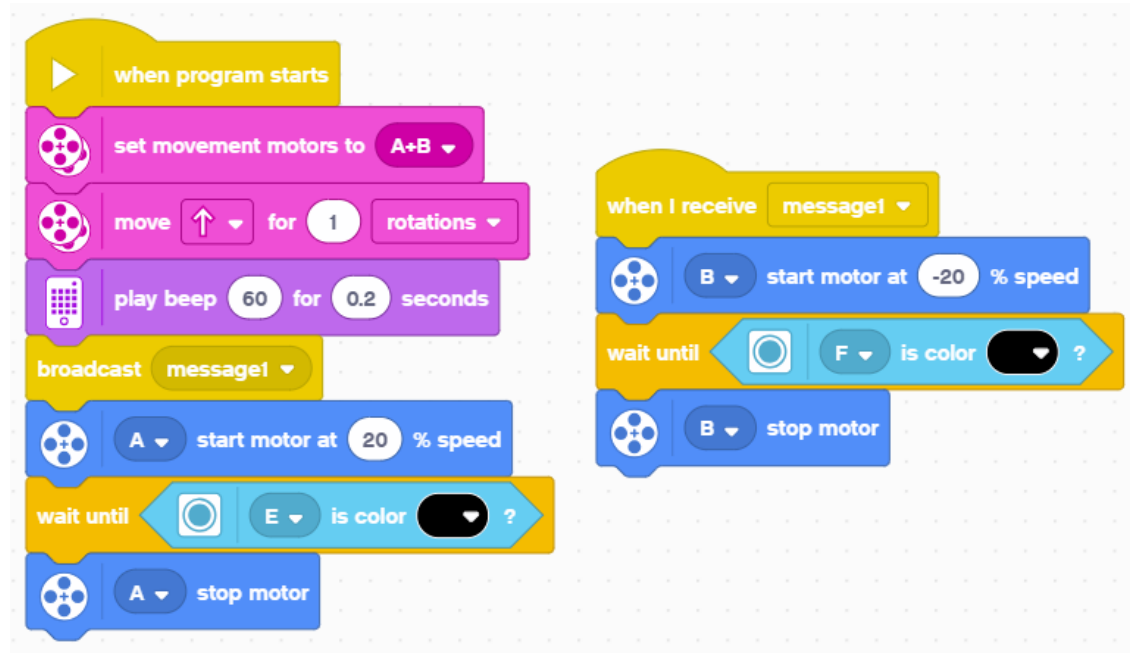 when program starts
set movement motors to A+B
move for 1 rotations
play beep 60 for 0.2 seconds
broadcast message1
A start motor at 20 % speed
wait until E is color ?
A stop motor
when I receive message1
B start motor at -20 % speed
wait until F is color ?
B stop motor